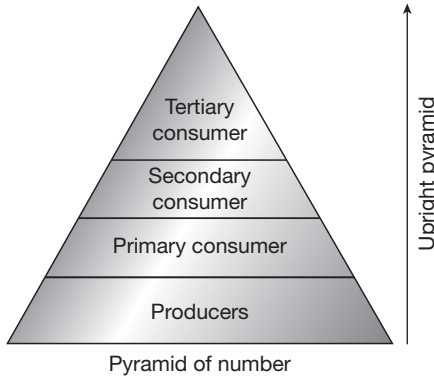 Tertiary
consumer
Secondary
consumer
Primary consumer
Producers
Pyramid of number
Upright pyramid